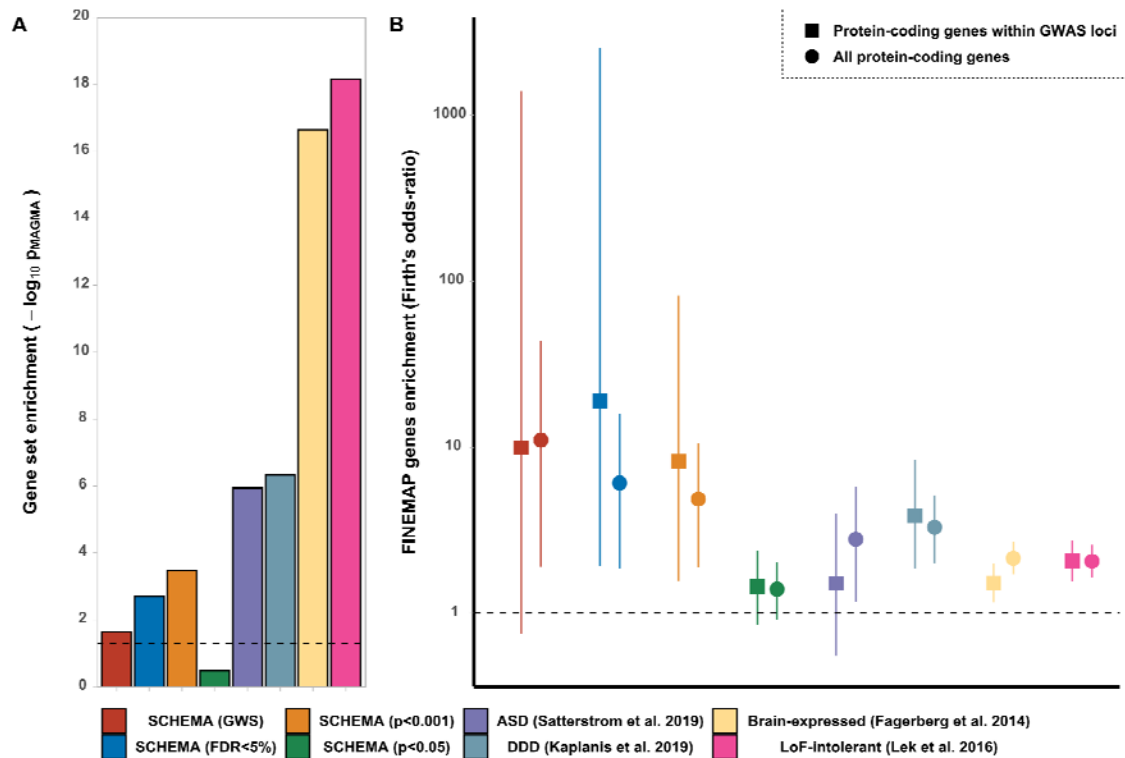 A
Gene set enrichment ( − log10 PMAGMA)
20
18
16
14
12
10
8
6
4
2
0
B
FINEMAP genes enrichment (Firth's odds-ratio)
1000
100
10
1
Protein-coding genes within GWAS loci
All protein-coding genes
SCHEMA (GWS)
SCHEMA (p<0.001)
ASD (Satterstrom et al. 2019)
Brain-expressed (Fagerberg et al. 2014)
SCHEMA (FDR<5%)
SCHEMA (p<0.05)
DDD (Kaplanis et al. 2019)
LoF-intolerant (Lek et al. 2016)